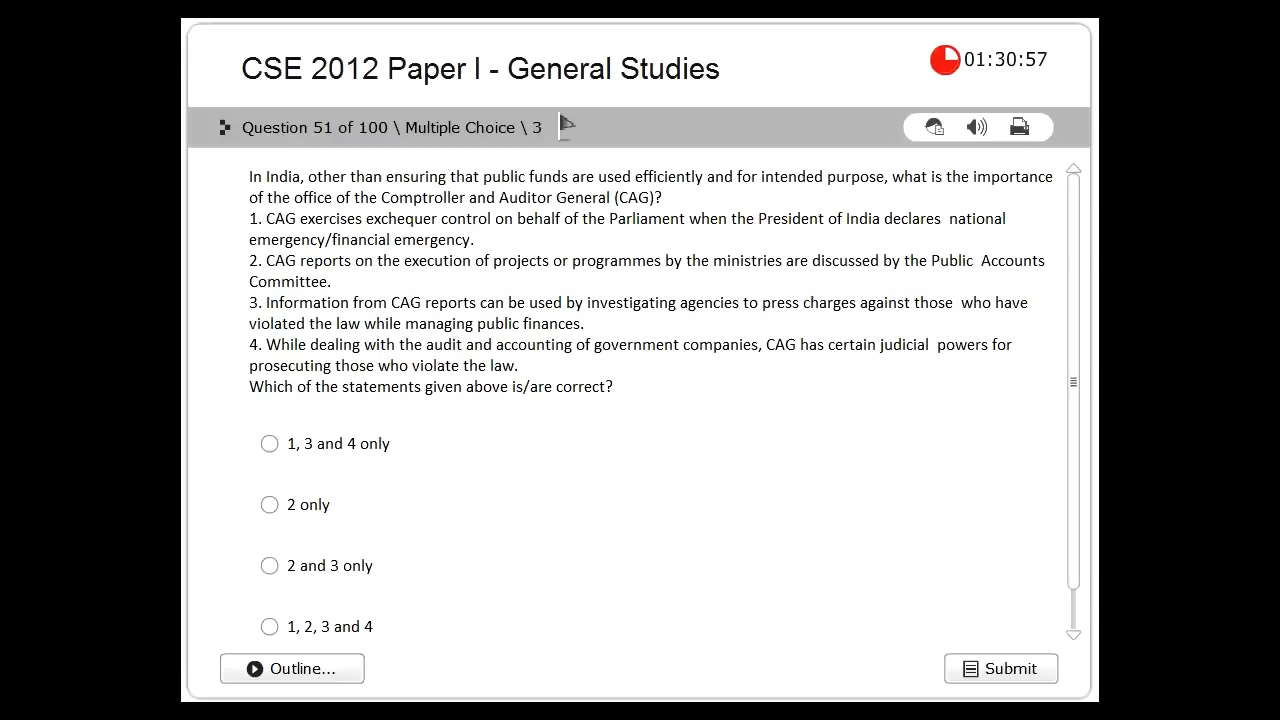 CSE 2012 Paper I - General Studies
01:30:57
Question 51 of 100 \ Multiple Choice \ 3
In India, other than ensuring that public funds are used efficiently and for intended purpose, what is the importance
of the office of the Comptroller and Auditor General (CAG)?
1. CAG exercises exchequer control on behalf of the Parliament when the President of India declares national
emergency/financial emergency.
2. CAG reports on the execution of projects or programmes by the ministries are discussed by the Public Accounts
Committee.
3. Information from CAG reports can be used by investigating agencies to press charges against those who have
violated the law while managing public finances.
4. While dealing with the audit and accounting of government companies, CAG has certain judicial powers for
prosecuting those who violate the law.
Which of the statements given above is/are correct?
1, 3 and 4 only
2 only
2 and 3 only
1, 2, 3 and 4
Outline...
Submit